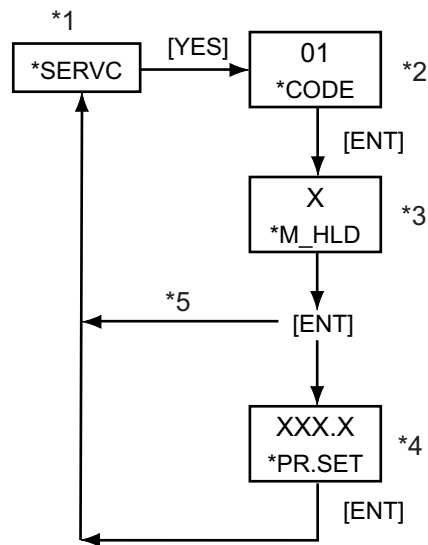 *1
*SERVC
[YES]
01
*CODE
*2
[ENT]
X
*M_HLD
*3
*5
[ENT]
XXX.X
*PR.SET
*4
[ENT]